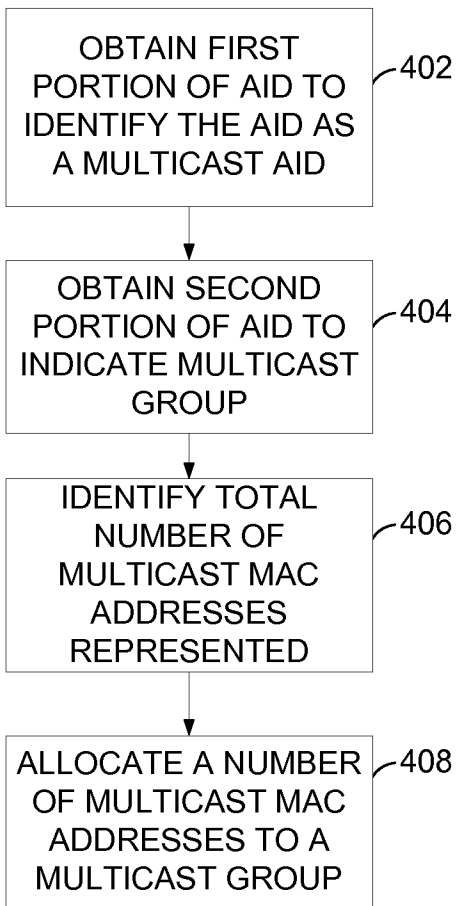 OBTAIN FIRST
PORTION OF AID TO
IDENTIFY THE AID AS
A MULTICAST AID
402
OBTAIN SECOND
PORTION OF AID TO
INDICATE MULTICAST
GROUP
404
IDENTIFY TOTAL
NUMBER OF
MULTICAST MAC
ADDRESSES
REPRESENTED
406
ALLOCATE A NUMBER
OF MULTICAST MAC
ADDRESSES TO A
MULTICAST GROUP
408